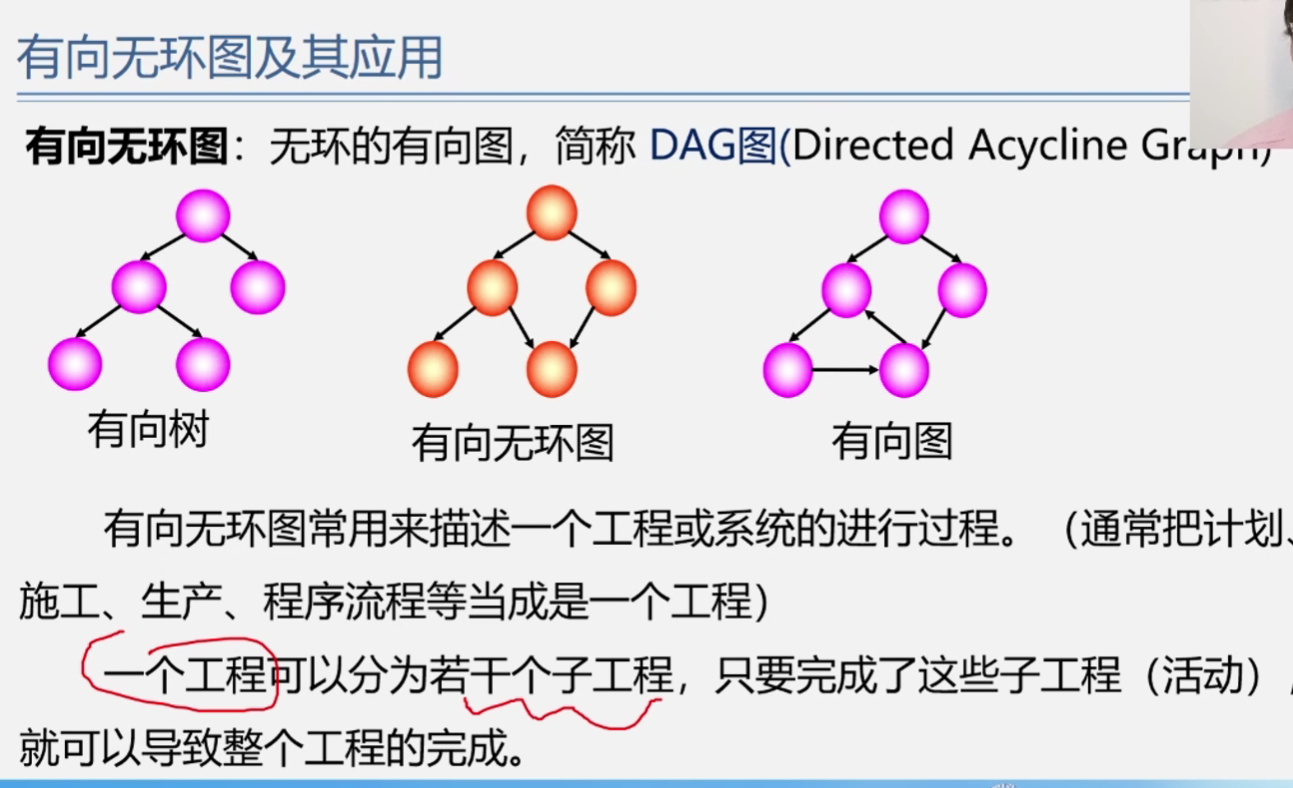 有向无环图及其应用
有向无环图：无环的有向图，简称 DAG图(Directed Acycline Graph)
有向树
有向无环图
有向图
有向无环图常用来描述一个工程或系统的进行过程。（通常把计划、
施工、生产、程序流程等当成是一个工程）
一个工程可以分为若干个子工程，只要完成了这些子工程（活动），
就可以导致整个工程的完成。